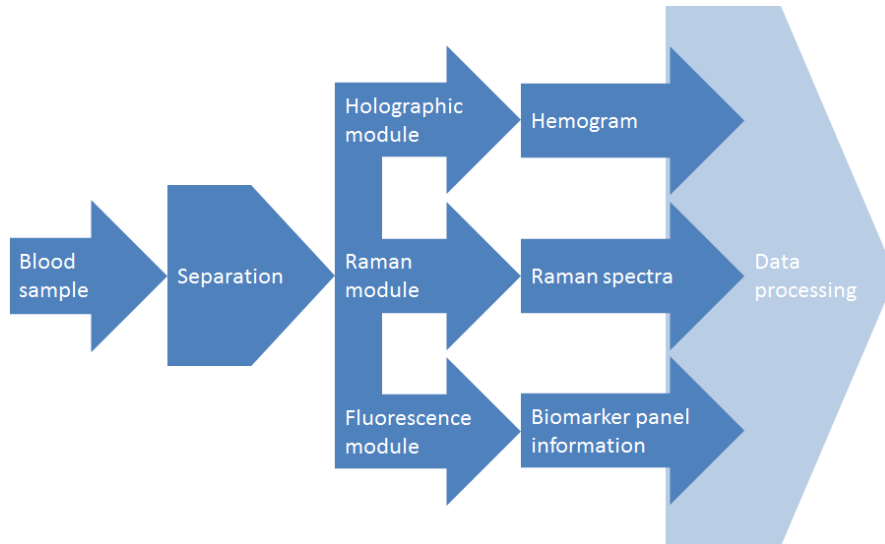 Blood
sample
Separation
Holographic
module
Hemogram
Raman
module
Raman spectra
Fluorescence
module
Biomarker panel
information
Data
processing